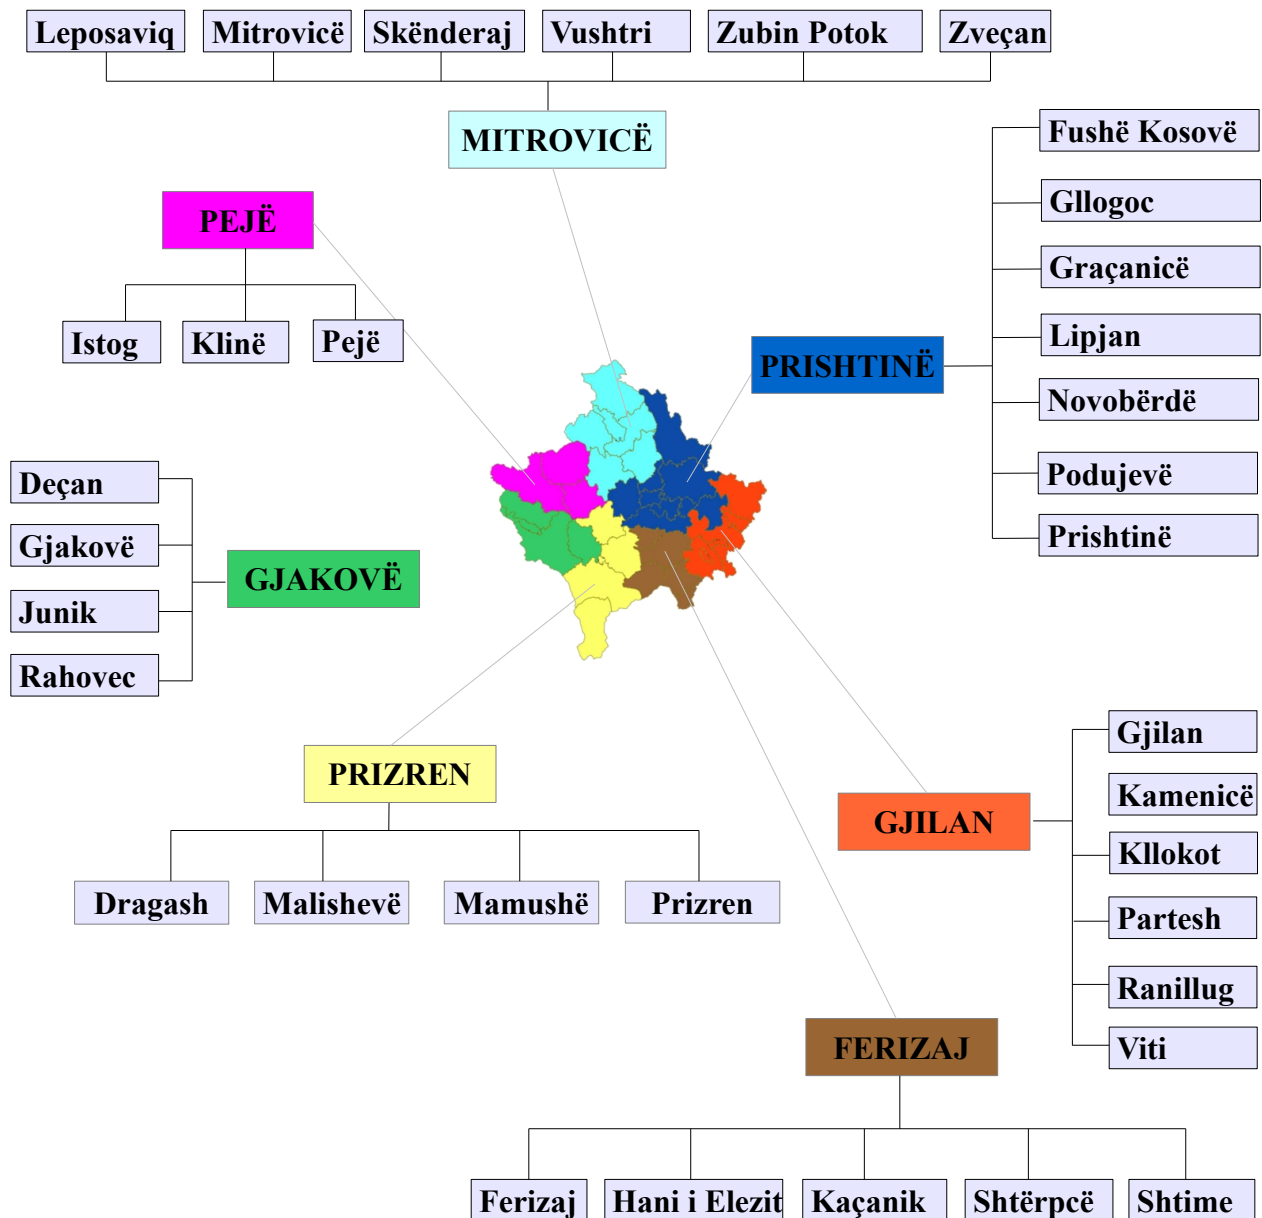 Leposaviq
Mitrovicë
Skënderaj
Vushtri
Zubin Potok
Zveçan
MITROVICË
PEJË
Istog
Klinë
Pejë
PRISHTINË
Fushë Kosovë
Gllogoc
Graçanicë
Lipjan
Novobërdë
Podujevë
Prishtinë
GJAKOVË
Deçan
Gjakovë
Junik
Rahovec
PRIZREN
Dragash
Malishevë
Mamushë
Prizren
GJILAN
Gjilan
Kamenicë
Kllokot
Partesh
Ranillug
Viti
FERIZAJ
Ferizaj
Hani i Elezit
Kaçanik
Shtërpcë
Shtime